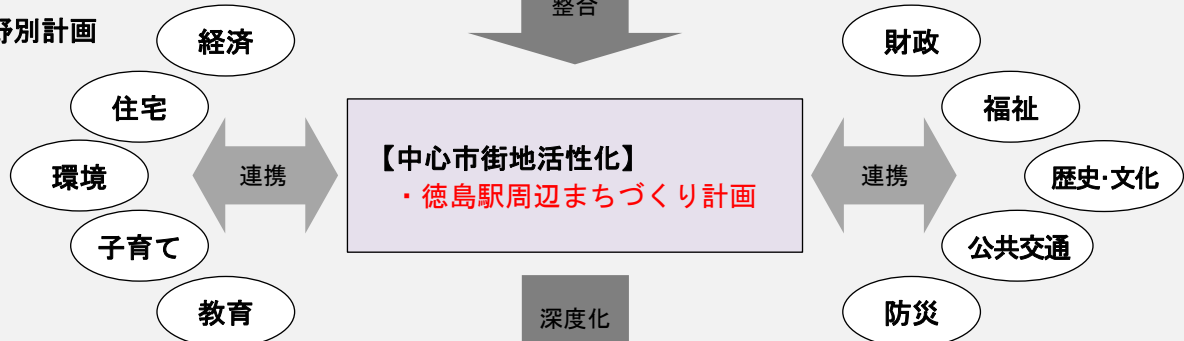 整合
野別計画
経済
財政
住宅
福祉
【中心市街地活性化】
・徳島駅周辺まちづくり計画
環境
連携
連携
歴史･文化
子育て
公共交通
教育
深度化
防災